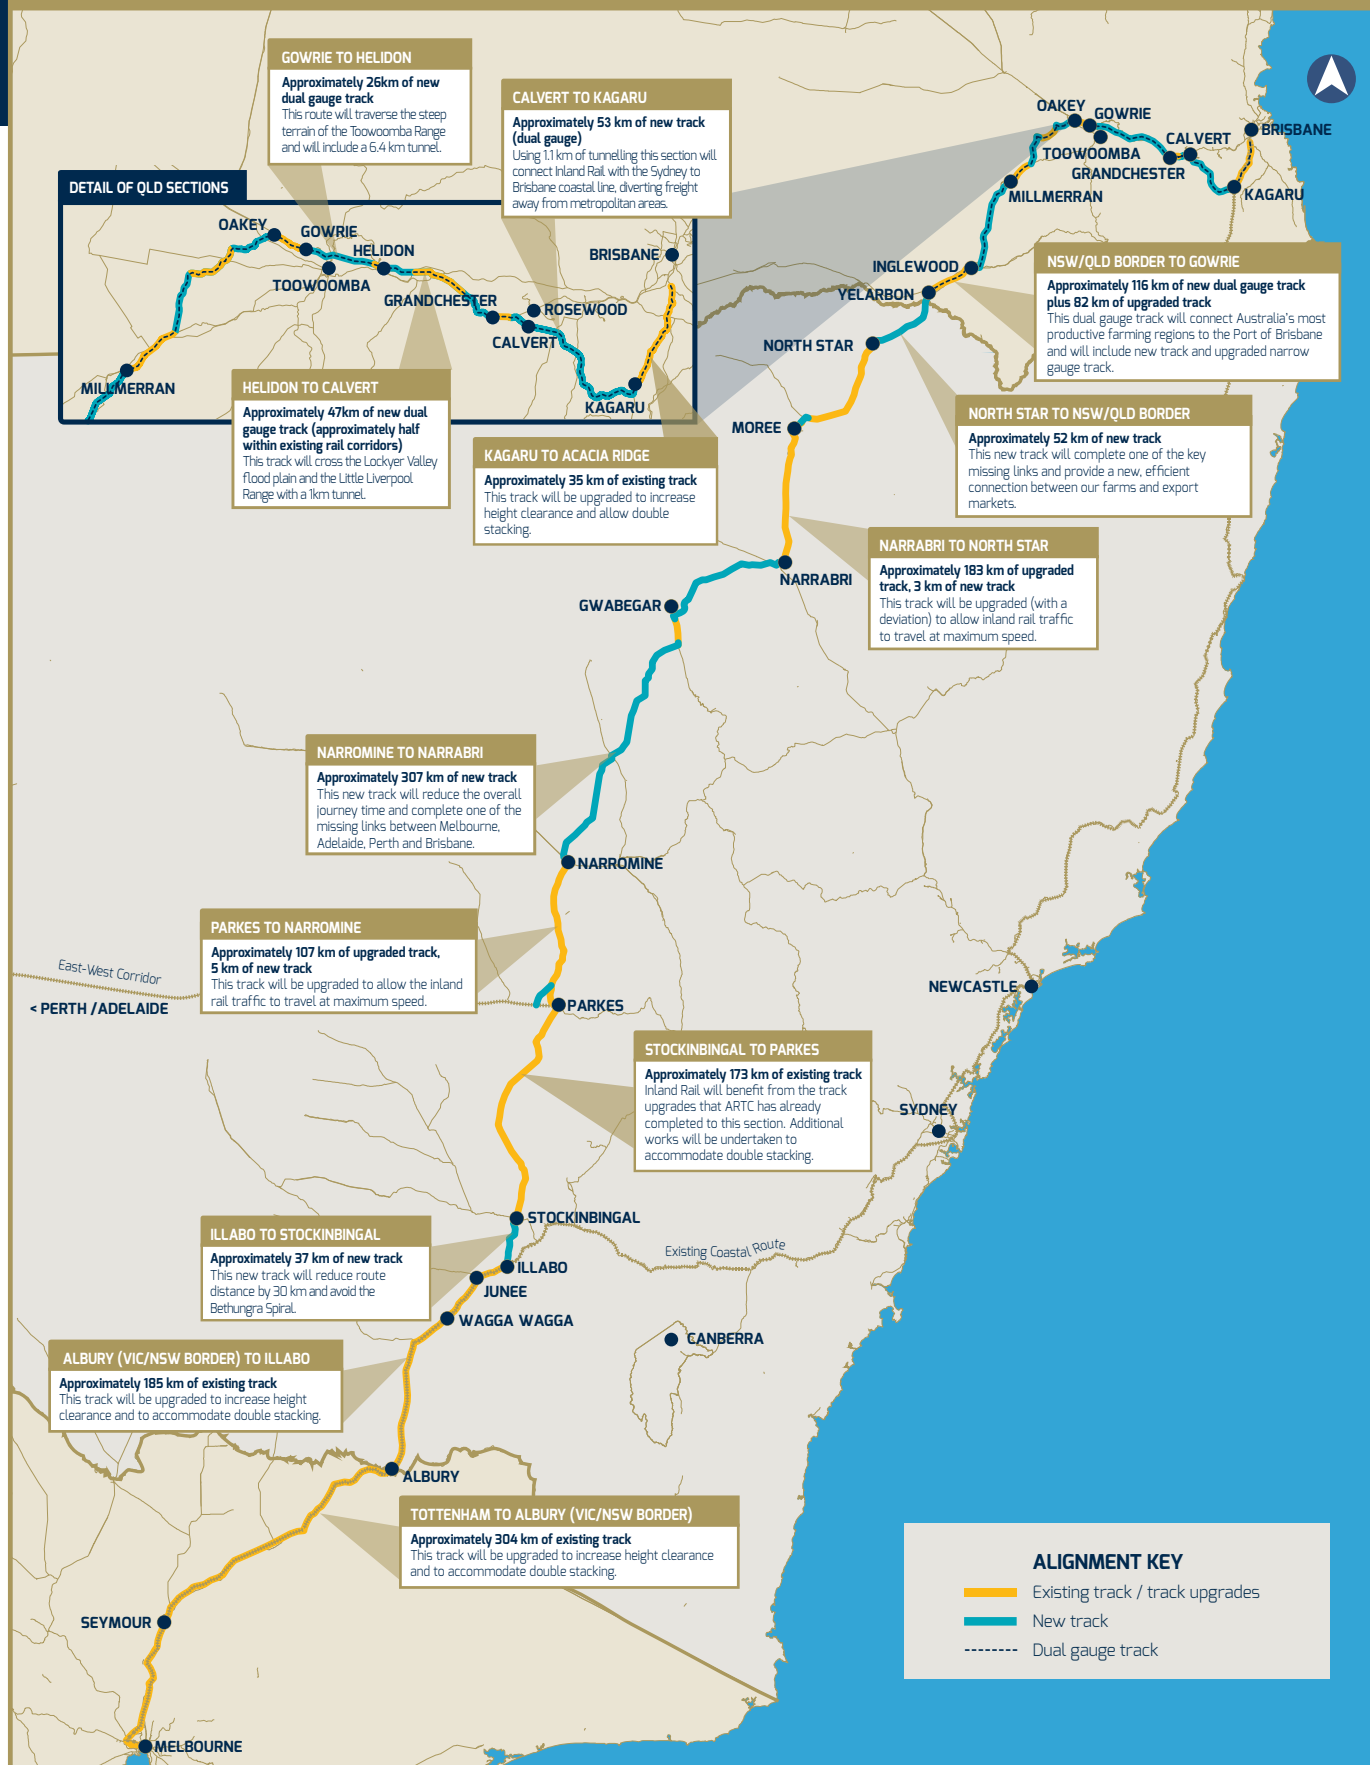 GOWRIE TO HELIDON
Approximately 26km of new
dual gauge track
This route will traverse the steep
terrain of the Toowoomba Range
and will include a 6.4 km tunnel.
CALVERT TO KAGARU
Approximately 53 km of new track
(dual gauge)
Using 1.1 km of tunnelling this section will
connect Inland Rail with the Sydney to
Brisbane coastal line, diverting freight
away from metropolitan areas.
DETAIL OF QLD SECTIONS
OAKEY
GOWRIE
HELIDON
TOOWOOMBA
GRANDCHESTER
ROSEWOOD
CALVERT
BRISBANE
MILLMERRAN
KAGARU
HELIDON TO CALVERT
Approximately 47km of new dual
gauge track (approximately half
within existing rail corridors)
This track will cross the Lockyer Valley
flood plain and the Little Liverpool
Range with a 1km tunnel.
KAGARU TO ACACIA RIDGE
Approximately 35 km of existing track
This track will be upgraded to increase
height clearance and allow double
stacking.
OAKEY
GOWRIE
BRISBANE
CALVERT
TOOWOOMBA
GRANDCHESTER
MILLMERRAN
KAGARU
INGLEWOOD
YELARBON
NORTH STAR
MOREE
NSW/QLD BORDER TO GOWRIE
Approximately 116 km of new dual gauge track
plus 82 km of upgraded track
This dual gauge track will connect Australia's most
productive farming regions to the Port of Brisbane
and will include new track and upgraded narrow
gauge track.
NORTH STAR TO NSW/QLD BORDER
Approximately 52 km of new track
This new track will complete one of the key
missing links and provide a new, efficient
connection between our farms and export
markets.
NARRABRI TO NORTH STAR
Approximately 183 km of upgraded
track, 3 km of new track
This track will be upgraded (with a
deviation) to allow inland rail traffic
to travel at maximum speed.
NARRABRI
GWABEGAR
NARROMINE TO NARRABRI
Approximately 307 km of new track
This new track will reduce the overall
journey time and complete one of the
missing links between Melbourne,
Adelaide, Perth and Brisbane.
NARROMINE
PARKES TO NARROMINE
Approximately 107 km of upgraded track,
5 km of new track
This track will be upgraded to allow the inland
rail traffic to travel at maximum speed.
East-West Corridor
< PERTH /ADELAIDE
PARKES
NEWCASTLE
STOCKINBINGAL TO PARKES
Approximately 173 km of existing track
Inland Rail will benefit from the track
upgrades that ARTC has already
completed to this section. Additional
works will be undertaken to
accommodate double stacking.
SYDNEY
STOCKINBINGAL
ILLABO TO STOCKINBINGAL
Approximately 37 km of new track
This new track will reduce route
distance by 30 km and avoid the
Bethungra Spiral.
Existing Coastal Route
ILLABO
JUNEE
WAGGA WAGGA
CANBERRA
ALBURY (VIC/NSW BORDER) TO ILLABO
Approximately 185 km of existing track
This track will be upgraded to increase height
clearance and to accommodate double stacking.
ALBURY
TOTTENHAM TO ALBURY (VIC/NSW BORDER)
Approximately 304 km of existing track
This track will be upgraded to increase height clearance
and to accommodate double stacking.
SEYMOUR
MELBOURNE
ALIGNMENT KEY
Existing track / track upgrades
New track
Dual gauge track